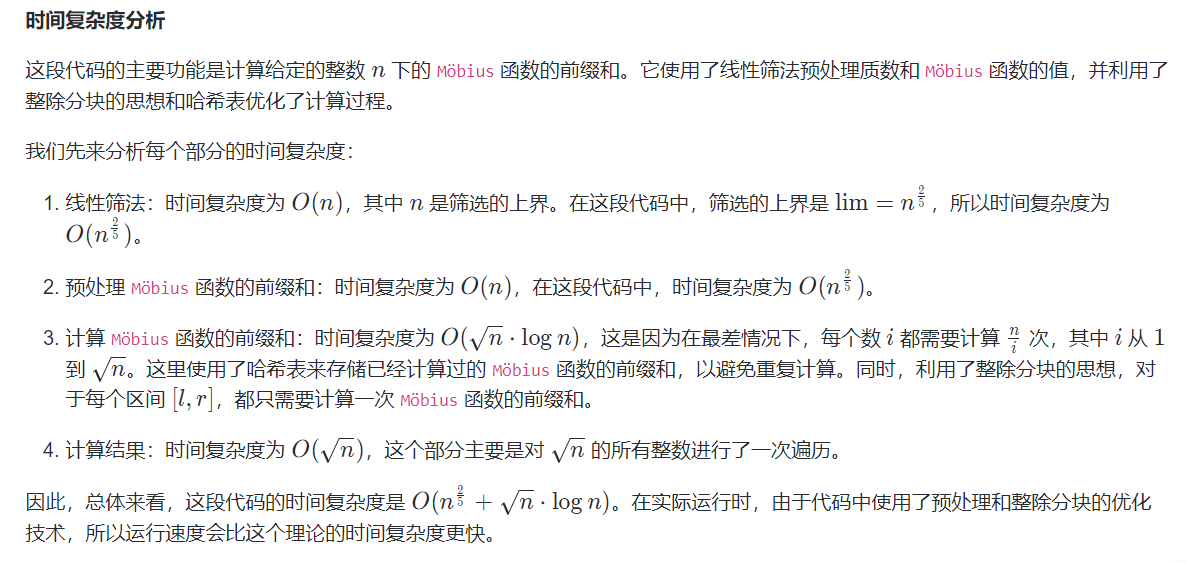 时间复杂度分析
这段代码的主要功能是计算给定的整数 $n$ 下的 Möbius 函数的前缀和。它使用了线性筛法预处理质数和 Möbius 函数的值，并利用了
整除分块的思想和哈希表优化了计算过程。
我们先来分析每个部分的时间复杂度：
1. 线性筛法：时间复杂度为 $O(n)$，其中 $n$ 是筛选的上界。在这段代码中，筛选的上界是 $\lim = n^{\frac{2}{5}}$，所以时间复杂度为
$O(n^{\frac{2}{5}})$。
2. 预处理 Möbius 函数的前缀和：时间复杂度为 $O(n)$，在这段代码中，时间复杂度为 $O(n^{\frac{2}{5}})$。
3. 计算 Möbius 函数的前缀和：时间复杂度为 $O(\sqrt{n} \cdot \log n)$，这是因为在最差情况下，每个数 $i$ 都需要计算 $\frac{n}{i}$ 次，其中 $i$ 从 $1$
到 $\sqrt{n}$。这里使用了哈希表来存储已经计算过的 Möbius 函数的前缀和，以避免重复计算。同时，利用了整除分块的思想，对
于每个区间 $[l, r]$，都只需要计算一次 Möbius 函数的前缀和。
4. 计算结果：时间复杂度为 $O(\sqrt{n})$，这个部分主要是对 $\sqrt{n}$ 的所有整数进行了一次遍历。
因此，总体来看，这段代码的时间复杂度是 $O(n^{\frac{2}{5}} + \sqrt{n} \cdot \log n)$。在实际运行时，由于代码中使用了预处理和整除分块的优化
技术，所以运行速度会比这个理论的时间复杂度更快。